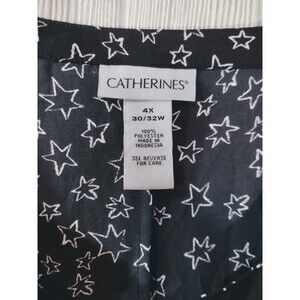 CATHERINES®
4X
30/32W
100%
POLYESTER
MADE IN
INDONESIA
SEE REVERSE
FOR CARE